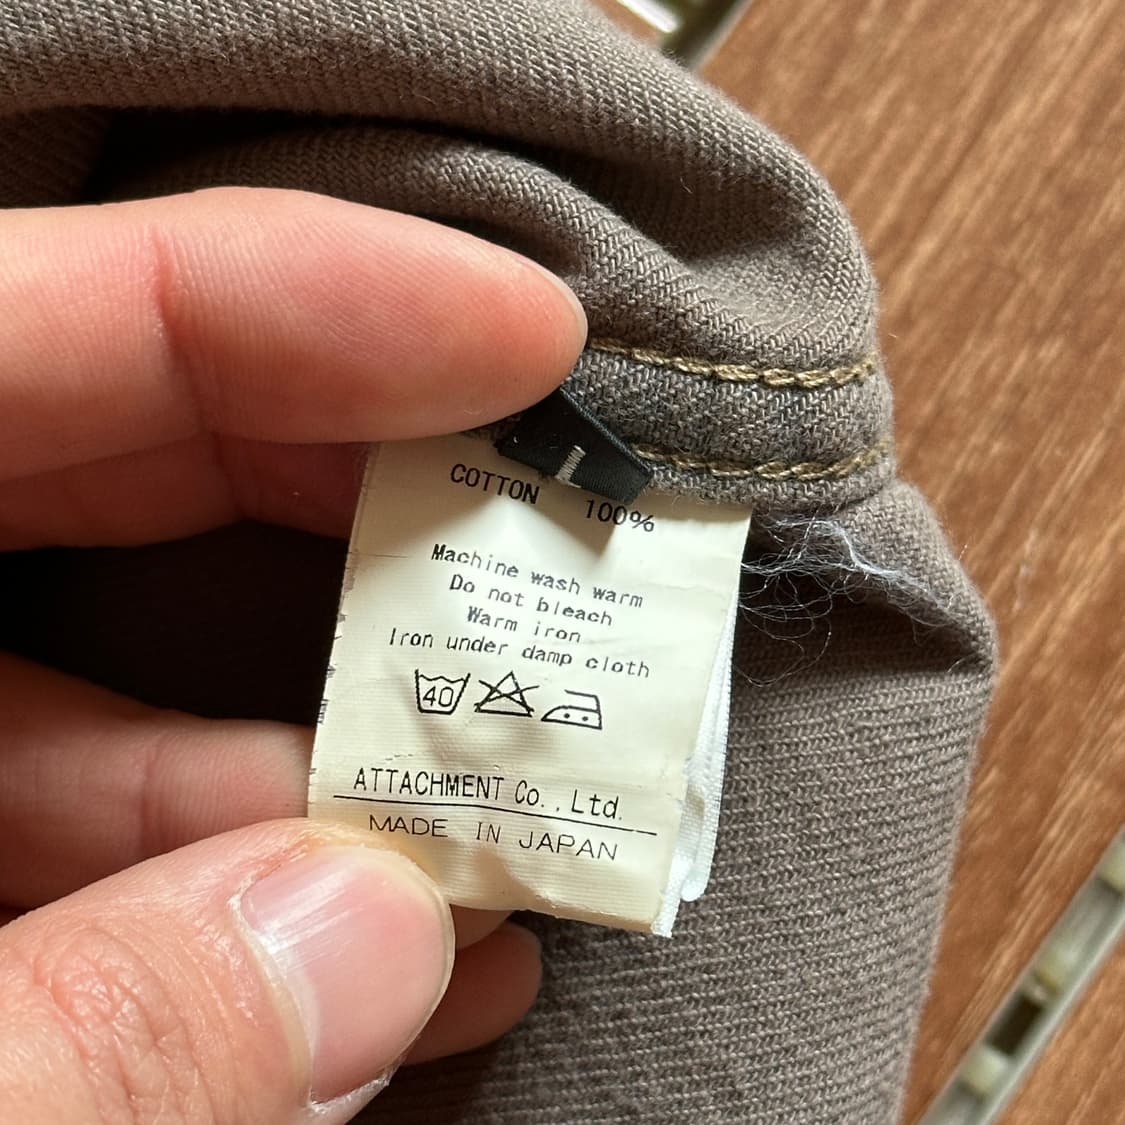 COTTON 100%
Machine wash warm
Do not bleach
Warm iron
Iron under damp cloth
40
ATTACHMENT Co., Ltd.
MADE IN JAPAN